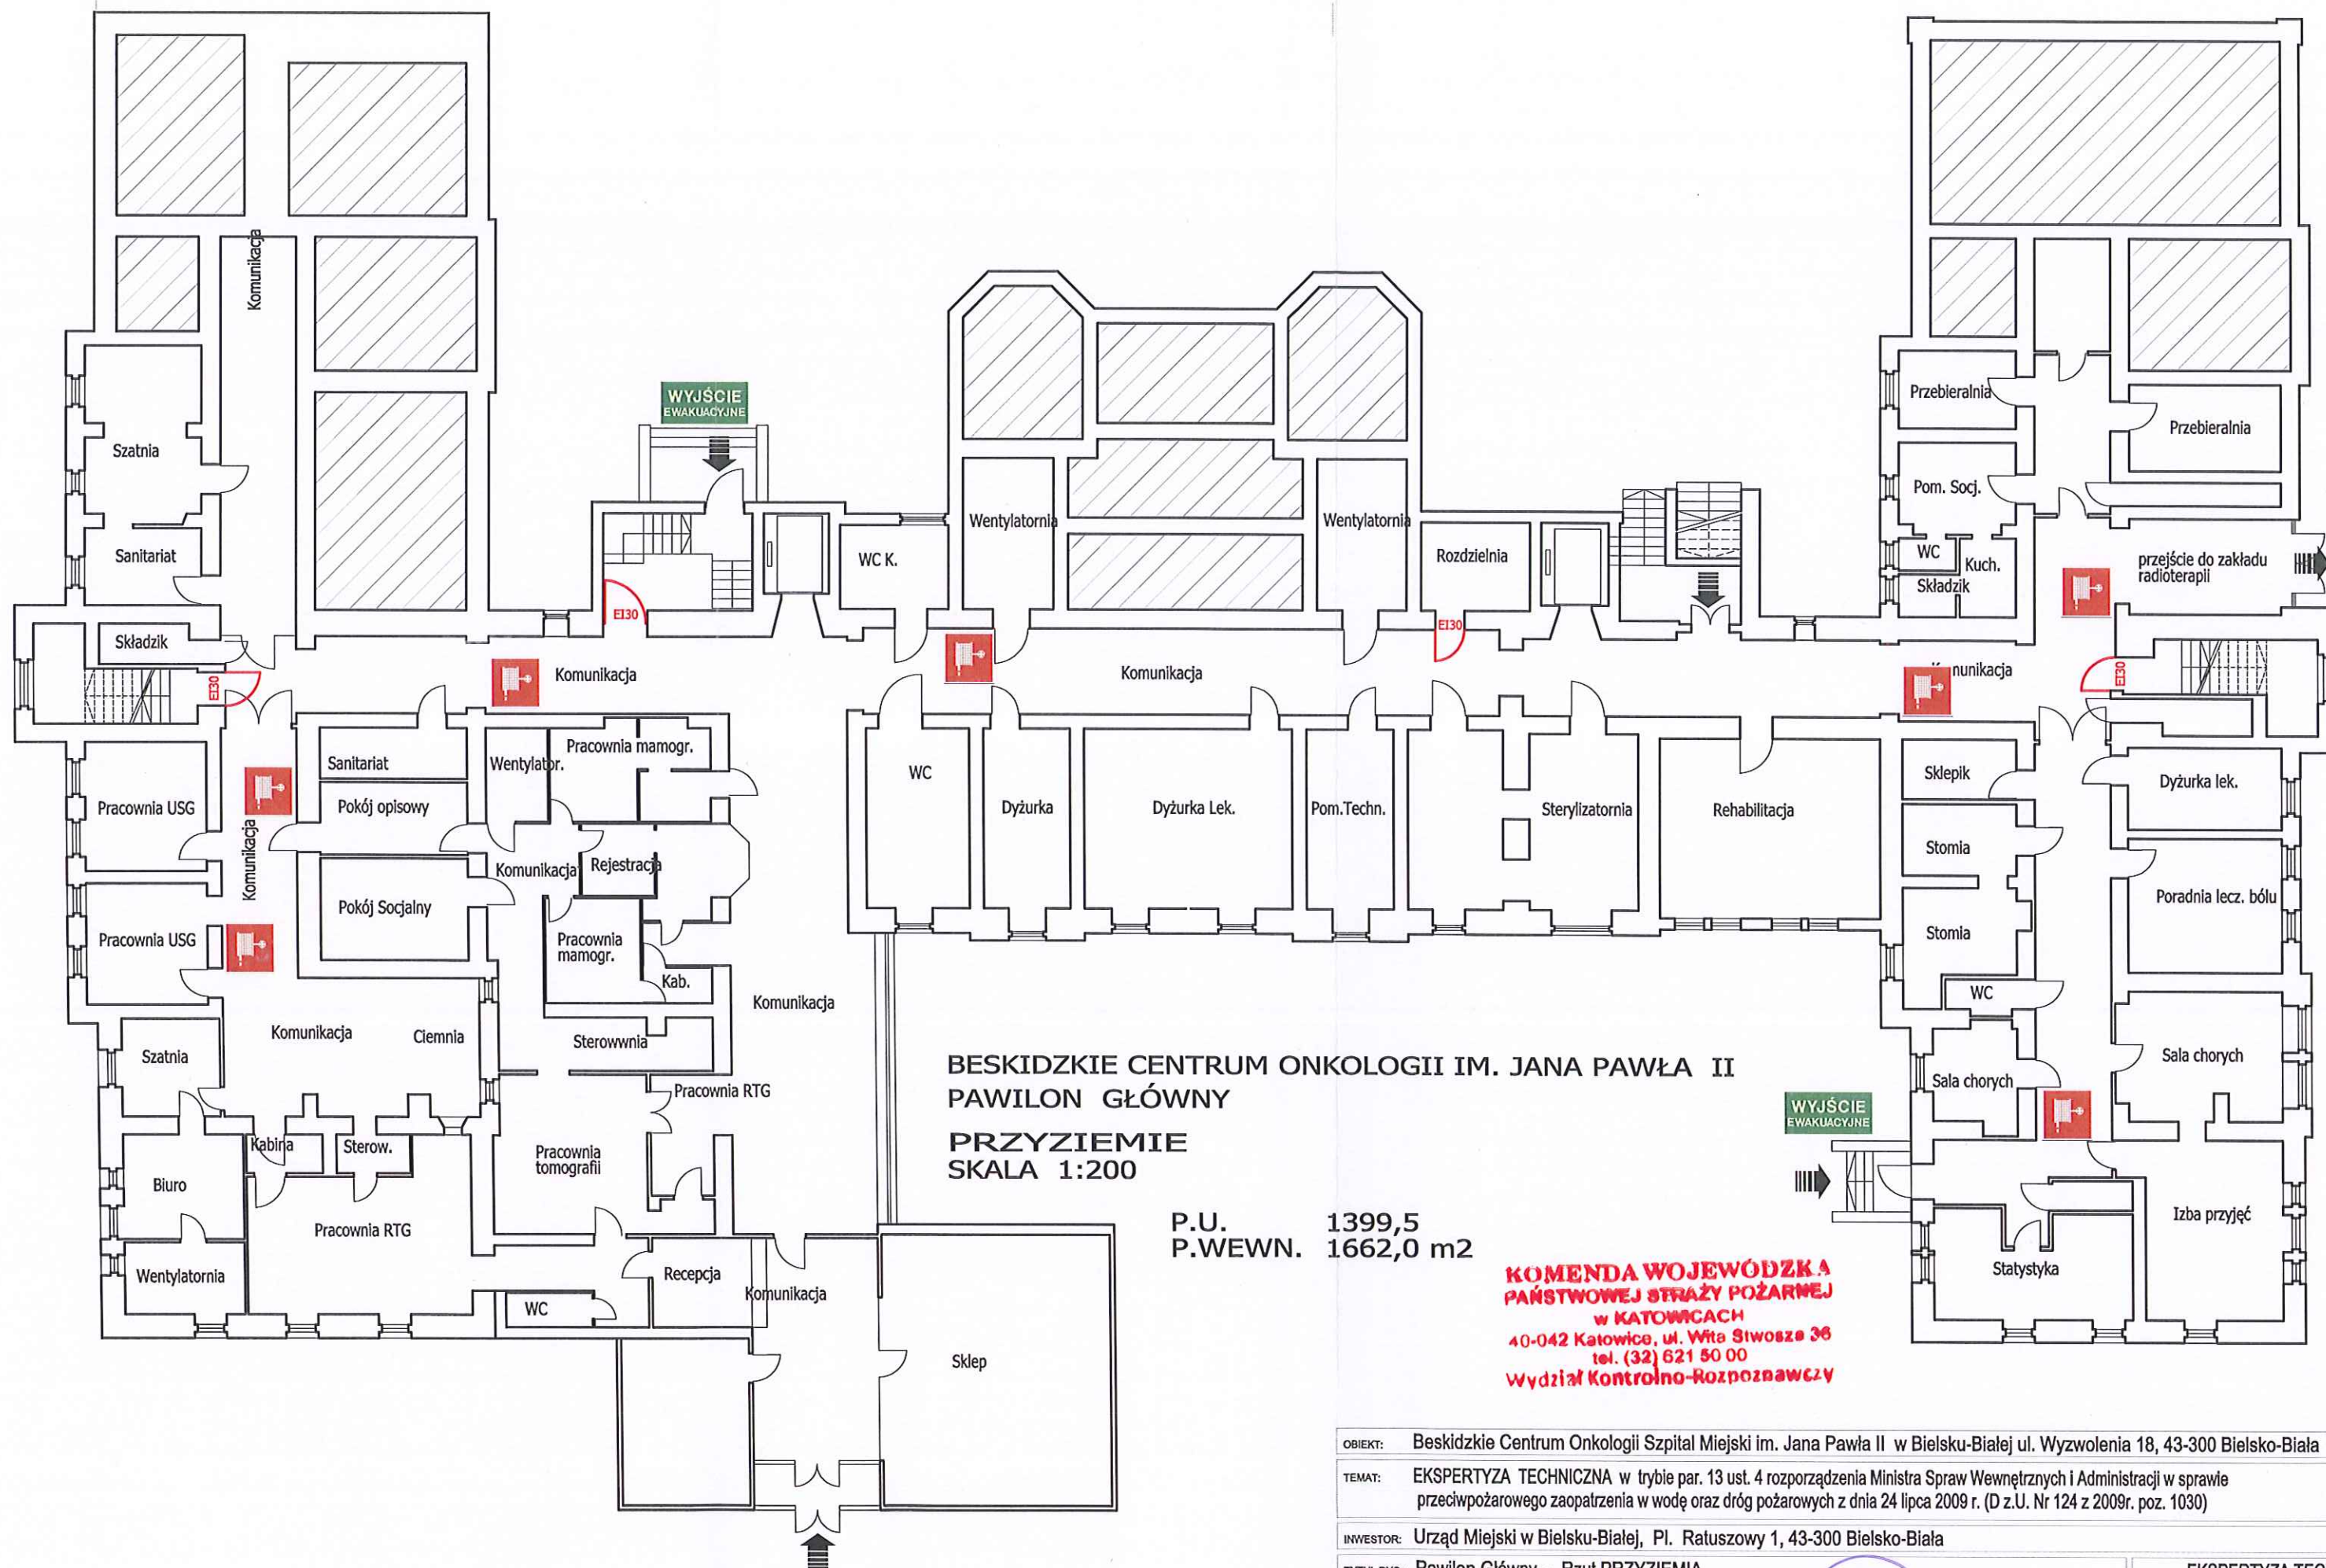 WYJŚCIE
EWAKUACYJNE
Komunikacja
Szatnia
Sanitariat
Składzik
EI30
EI30
WC K.
Wentylatornia
Wentylatornia
Rozdzielnia
EI30
Przebieralnia
Przebieralnia
Pom. Socj.
WC
Kuch.
Składzik
przejście do zakładu
radioterapii
Komunikacja
Komunikacja
nunikacja
EI30
Pracownia USG
Komunikacja
Pracownia USG
Sanitariat
Pokój opisowy
Pokój Socjalny
Wentylator.
Pracownia mamogr.
Komunikacja
Rejestracja
Pracownia
mamogr.
Kab.
Sterowwnia
Komunikacja
WC
Dyżurka
Dyżurka Lek.
Pom.Techn.
Sterylizatornia
Rehabilitacja
Sklepik
Stomia
Stomia
WC
Sala chorych
Dyżurka lek.
Poradnia lecz. bólu
Sala chorych
Szatnia
Komunikacja
Ciemnia
Kabina
Sterow.
Biuro
Pracownia RTG
Wentylatornia
Pracownia
tomografii
Pracownia RTG
WC
Recepcja
Komunikacja
Sklep
WYJŚCIE
EWAKUACYJNE
Izba przyjęć
Statystyka
BESKIDZKIE CENTRUM ONKOLOGII IM. JANA PAWŁA II
PAWILON GŁÓWNY
PRZYZIEMIE
SKALA 1:200
P.U. 1399,5
P.WEWN. 1662,0 m2
KOMENDA WOJEWÓDZKA
PAŃSTWOWEJ STRAŻY POŻARNEJ
w KATOWICACH
40-042 Katowice, ul. Wita Stwosza 36
tel. (32) 621 50 00
Wydział Kontrolno-Rozpoznawczy
OBIEKT: Beskidzkie Centrum Onkologii Szpital Miejski im. Jana Pawła II w Bielsku-Białej ul. Wyzwolenia 18, 43-300 Bielsko-Biała
TEMAT: EKSPERTYZA TECHNICZNA w trybie par. 13 ust. 4 rozporządzenia Ministra Spraw Wewnętrznych i Administracji w sprawie
przeciwpożarowego zaopatrzenia w wodę oraz dróg pożarowych z dnia 24 lipca 2009 r. (D z.U. Nr 124 z 2009r. poz. 1030)
INWESTOR: Urząd Miejski w Bielsku-Białej, Pl. Ratuszowy 1, 43-300 Bielsko-Biała
Pawilon Główny Rzut PRZYZIEMIA
EKSPERTYZA